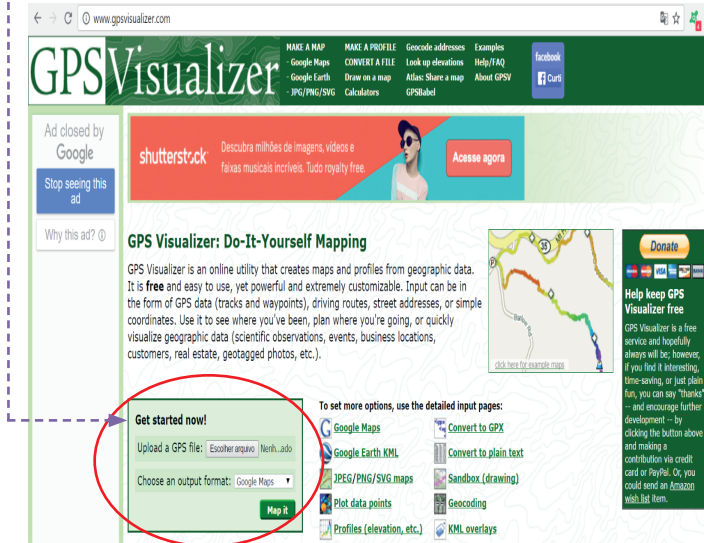 www.gpsvisualizer.com
GPSVisualizer
MAKE A MAP
- Google Maps
- Google Earth
- JPG/PNG/SVG
MAKE A PROFILE
CONVERT A FILE
Draw on a map
Calculators
Geocode addresses
Look up elevations
Atlas: Share a map
GPSBabel
Examples
Help/FAQ
About GPSV
facebook
Curti
Ad closed by
Google
Stop seeing this
ad
Why this ad?
shutterstock
Descubra milhões de imagens, vídeos e
faixas musicais incríveis. Tudo royalty free.
Acesse agora
GPS Visualizer: Do-It-Yourself Mapping
GPS Visualizer is an online utility that creates maps and profiles from geographic data.
It is free and easy to use, yet powerful and extremely customizable. Input can be in
the form of GPS data (tracks and waypoints), driving routes, street addresses, or simple
coordinates. Use it to see where you've been, plan where you're going, or quickly
visualize geographic data (scientific observations, events, business locations,
customers, real estate, geotagged photos, etc.).
35
click here for example maps
Donate
VISA
Help keep GPS
Visualizer free
GPS Visualizer is a free
service and hopefully
always will be; however,
if you find it interesting,
time-saving, or just plain
fun, you can say "thanks"
-- and encourage further
development -- by
clicking the button above
and making a
contribution via credit
card or PayPal. Or, you
could send an Amazon
wish list item.
Get started now!
Upload a GPS file: Escolher arquivo Nenh...ado
Choose an output format: Google Maps
Map it
To set more options, use the detailed input pages:
Google Maps
Google Earth KML
JPEG/PNG/SVG maps
Plot data points
Profiles (elevation, etc.)
Convert to GPX
Convert to plain text
Sandbox (drawing)
Geocoding
KML overlays